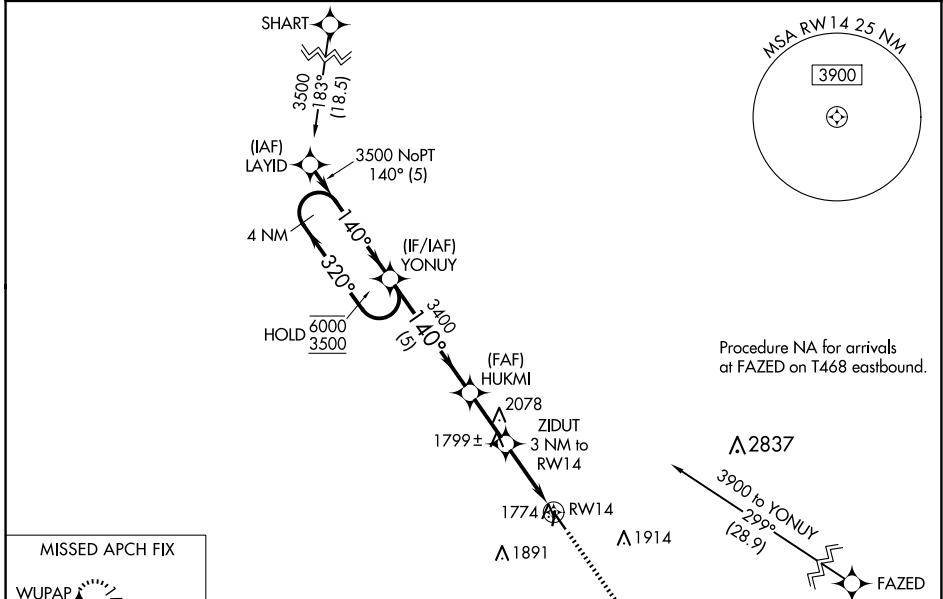 SHART
3500
183°
(18.5)
(IAF)
LAYID
3500 NoPT
140° (5)
4 NM
140°
320°
(IF/IAF)
YONUY
HOLD 6000
3500
3400
140°
(5)
(FAF)
HUKMI
2078
1799±
ZIDUT
3 NM to
RW14
1774
RW14
1891
1914
MSA RW14 25 NM
3900
Procedure NA for arrivals
at FAZED on T468 eastbound.
2837
3900 to YONUY
299°
(28.9)
FAZED
MISSED APCH FIX
WUPAP